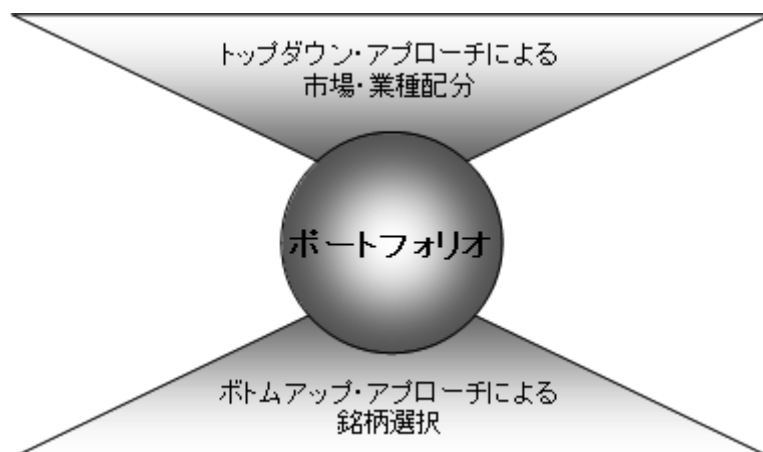 トップダウン・アプローチによる
市場・業種配分
ポートフォリオ
ボトムアップ・アプローチによる
銘柄選択